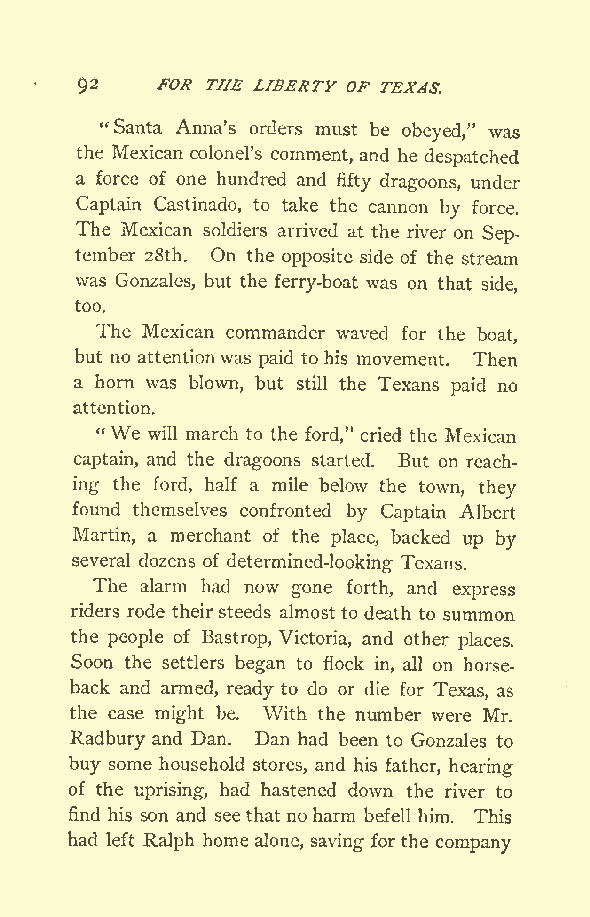 92 FOR THE LIBERTY OF TEXAS.
"Santa Anna's orders must be obeyed," was
the Mexican colonel's comment, and he despatched
a force of one hundred and fifty dragoons, under
Captain Castinado, to take the cannon by force.
The Mexican soldiers arrived at the river on Sep-
tember 28th. On the opposite side of the stream
was Gonzales, but the ferry-boat was on that side,
too.
The Mexican commander waved for the boat,
but no attention was paid to his movement. Then
a horn was blown, but still the Texans paid no
attention.
"We will march to the ford," cried the Mexican
captain, and the dragoons started. But on reach-
ing the ford, half a mile below the town, they
found themselves confronted by Captain Albert
Martin, a merchant of the place, backed up by
several dozens of determined-looking Texans.
The alarm had now gone forth, and express
riders rode their steeds almost to death to summon
the people of Bastrop, Victoria, and other places.
Soon the settlers began to flock in, all on horse-
back and armed, ready to do or die for Texas, as
the case might be. With the number were Mr.
Radbury and Dan. Dan had been to Gonzales to
buy some household stores, and his father, hearing
of the uprising, had hastened down the river to
find his son and see that no harm befell him. This
had left Ralph home alone, saving for the company